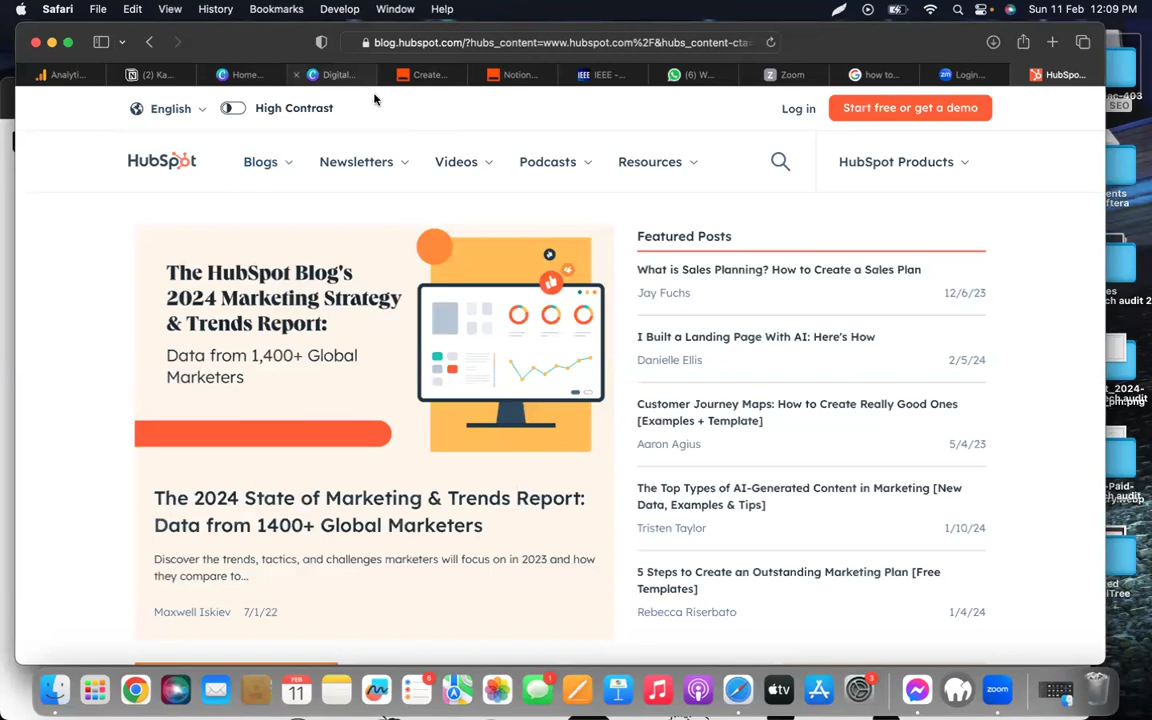 Safari File Edit View History Bookmarks Develop Window Help Sun 11 Feb 12:09 PM
blog.hubspot.com/?hubs_content=www.hubspot.com%2F&hubs_content-cta=
Analyti... (2) Ka... Home... Digital... Create... Notion... IEEE -... (6) W... Zoom how to... Login... HubSpo...
English High Contrast Log in Start free or get a demo
HubSpot Blogs Newsletters Videos Podcasts Resources HubSpot Products
The HubSpot Blog's
2024 Marketing Strategy
& Trends Report:
Data from 1,400+ Global
Marketers
The 2024 State of Marketing & Trends Report:
Data from 1400+ Global Marketers
Discover the trends, tactics, and challenges marketers will focus on in 2023 and how
they compare to...
Maxwell Iskiev 7/1/22
Featured Posts
What is Sales Planning? How to Create a Sales Plan
Jay Fuchs 12/6/23
I Built a Landing Page With AI: Here's How
Danielle Ellis 2/5/24
Customer Journey Maps: How to Create Really Good Ones
[Examples + Template]
Aaron Agius 5/4/23
The Top Types of AI-Generated Content in Marketing [New
Data, Examples & Tips]
Tristen Taylor 1/10/24
5 Steps to Create an Outstanding Marketing Plan [Free
Templates]
Rebecca Riserbato 1/4/24
SEO
FEB
11
6
1
tv
3
zoom